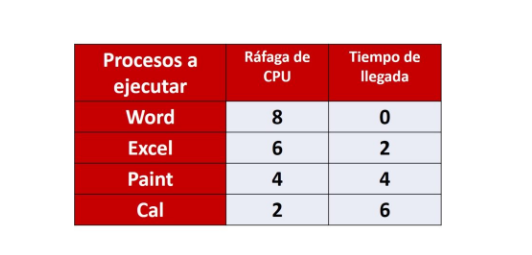 Procesos a ejecutar Ráfaga de CPU Tiempo de llegada
Word 8 0
Excel 6 2
Paint 4 4
Cal 2 6